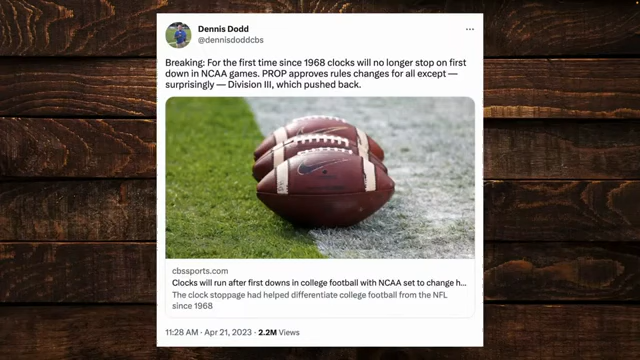 Dennis Dodd
@dennisdoddcbs
Breaking: For the first time since 1968 clocks will no longer stop on first
down in NCAA games. PROP approves rules changes for all except —
surprisingly — Division III, which pushed back.
cbssports.com
Clocks will run after first downs in college football with NCAA set to change h...
The clock stoppage had helped differentiate college football from the NFL
since 1968
11:28 AM · Apr 21, 2023 · 2.2M Views